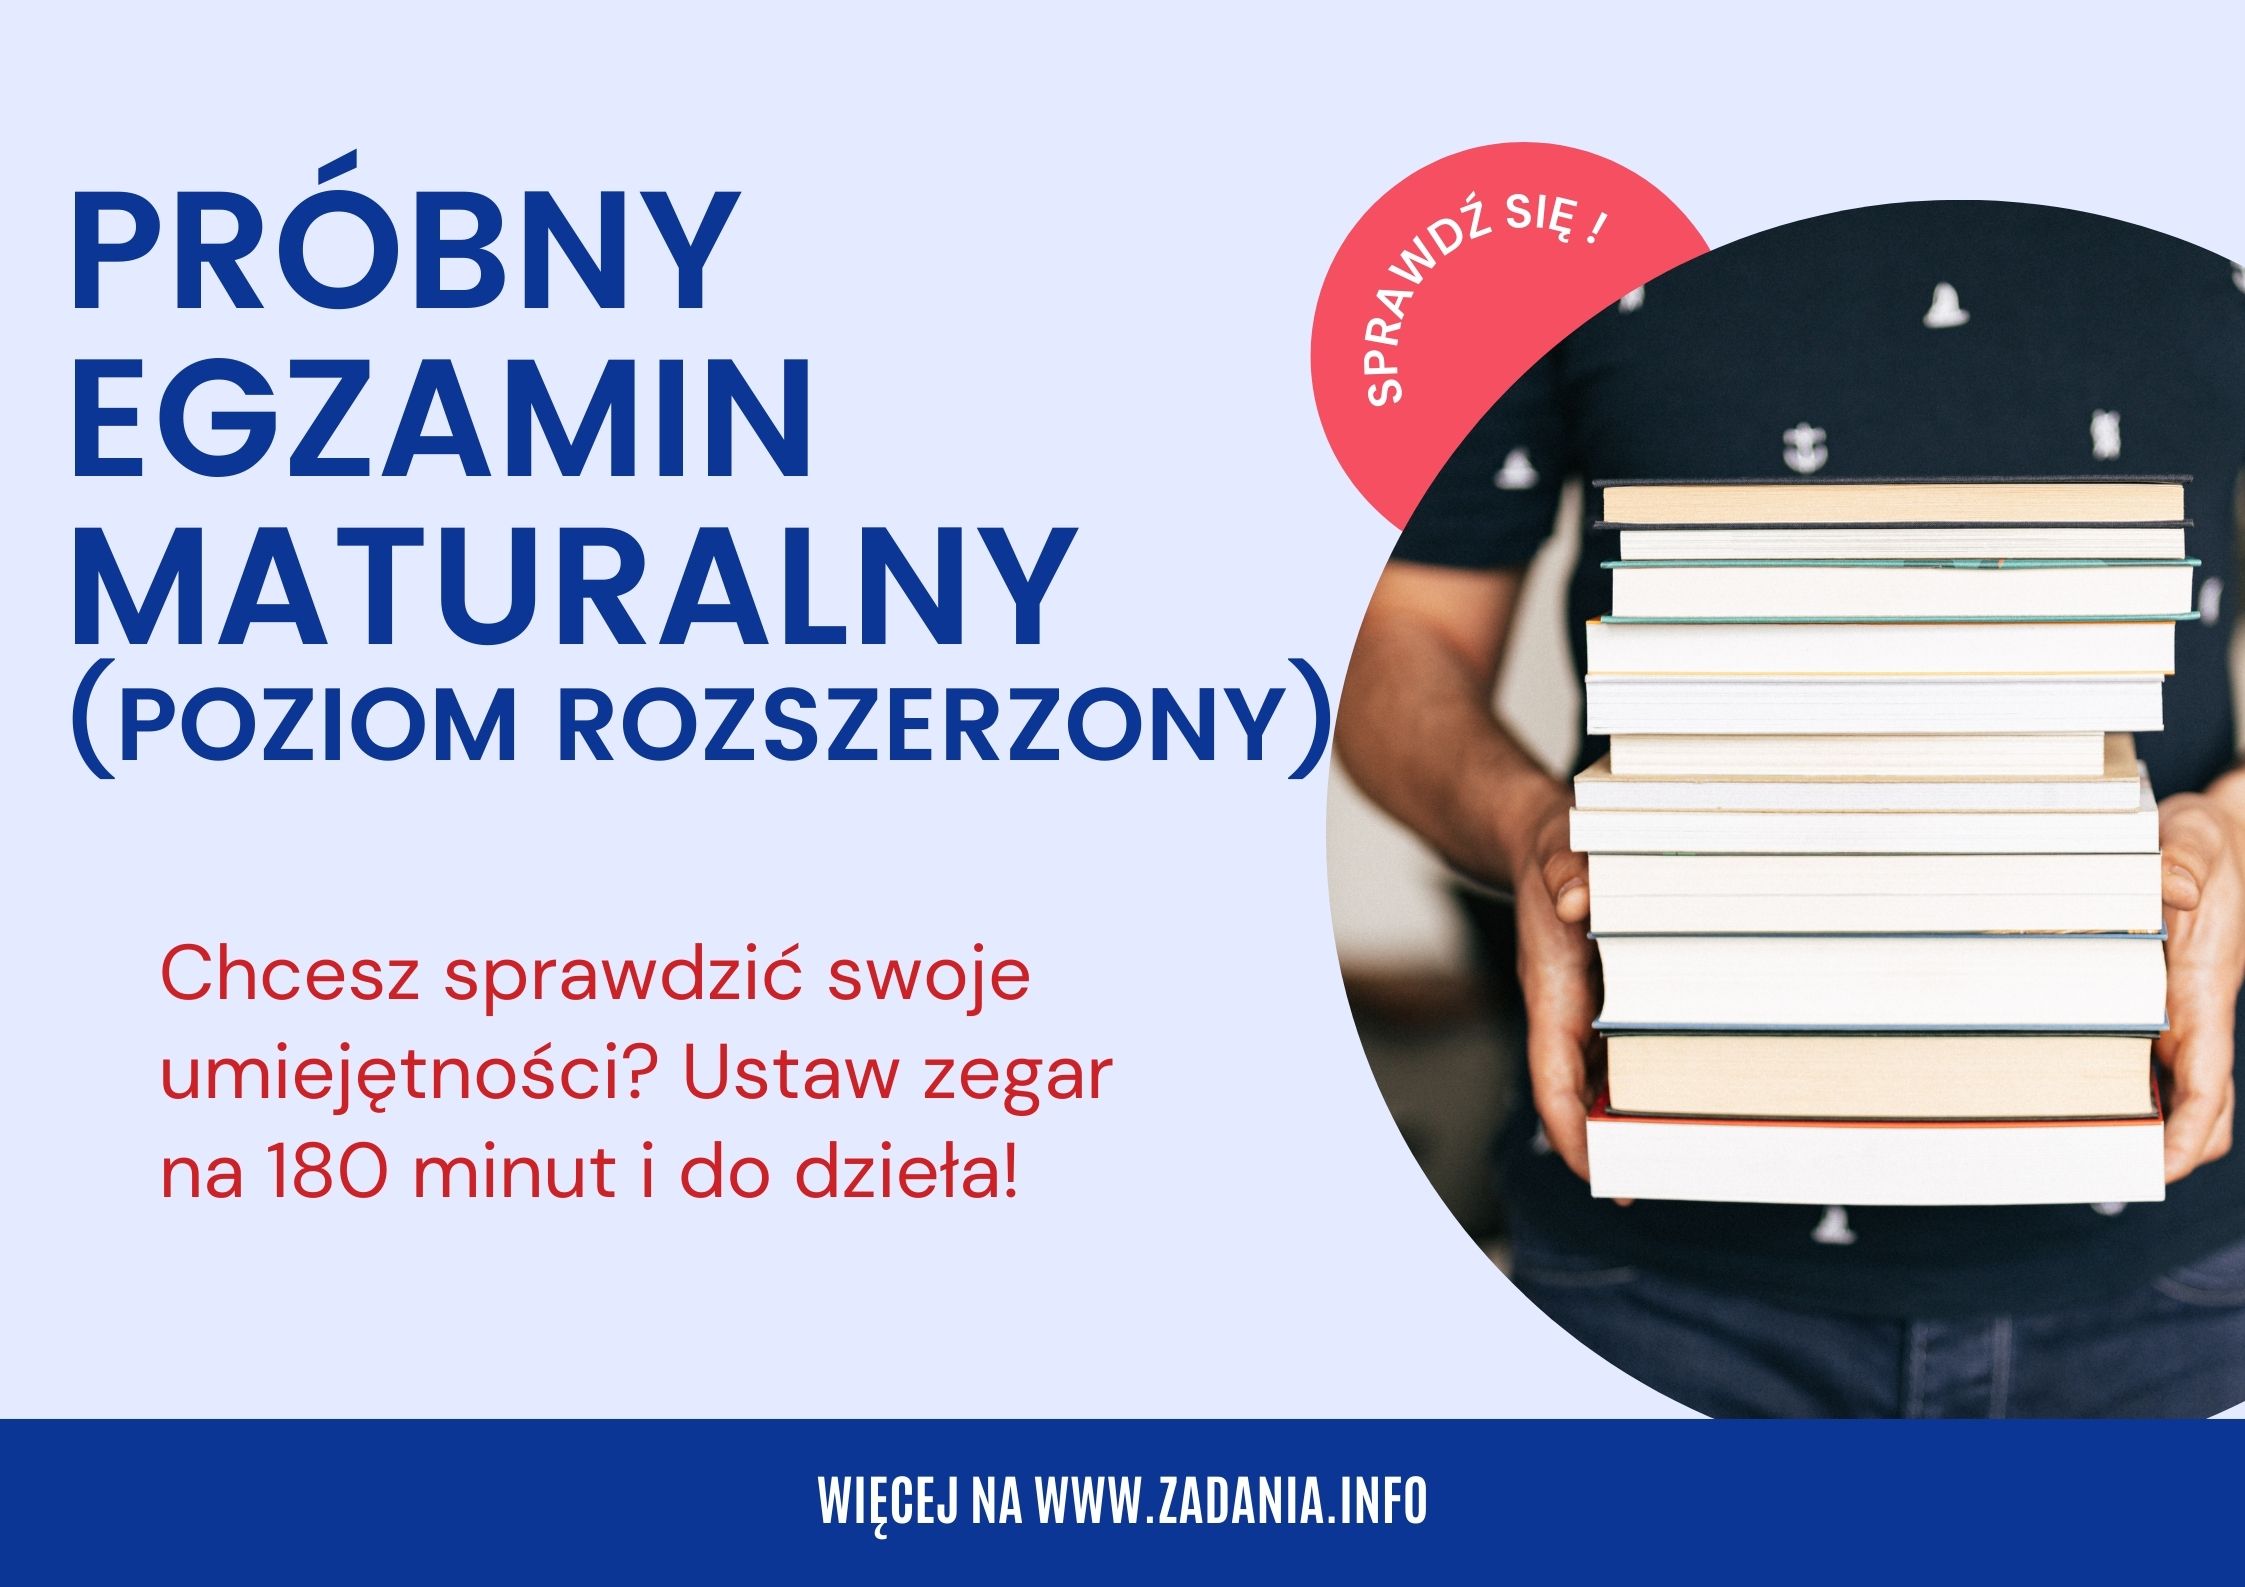 PRÓBNY
EGZAMIN
MATURALNY
(POZIOM ROZSZERZONY)
SPRAWDŹ SIĘ !
Chcesz sprawdzić swoje
umiejętności? Ustaw zegar
na 180 minut i do dzieła!
WIĘCEJ NA WWW.ZADANIA.INFO